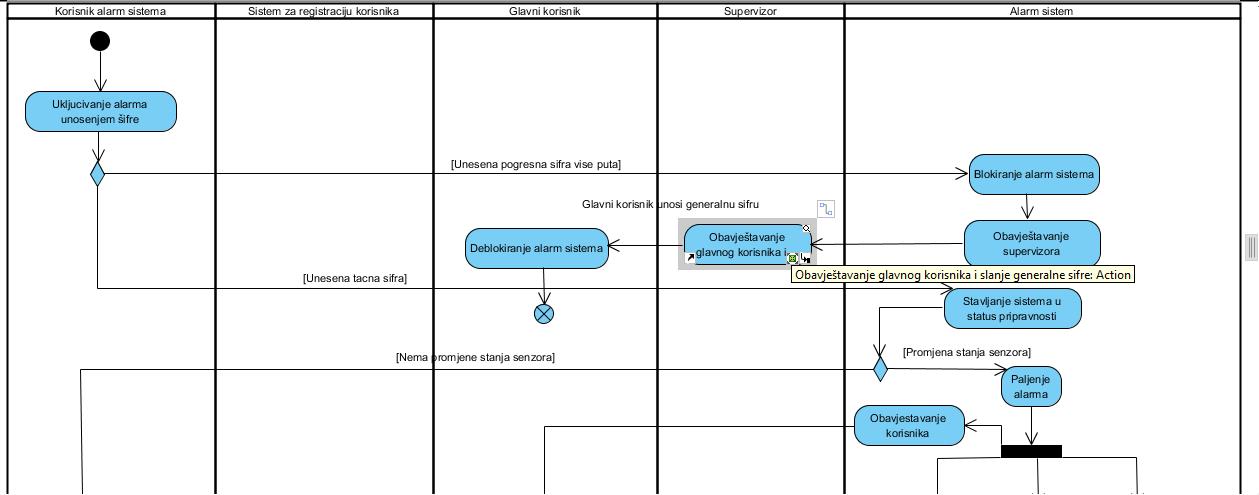 Korisnik alarm sistema
Sistem za registraciju korisnika
Glavni korisnik
Supervizor
Alarm sistem
Ukljucivanje alarma
unosenjem šifre
[Unesena pogresna sifra vise puta]
Blokiranje alarm sistema
Glavni korisnik unosi generalnu sifru
Deblokiranje alarm sistema
Obavještavanje
glavnog korisnika i...
Obavještavanje
supervizora
Obavještavanje glavnog korisnika i slanje generalne sifre: Action
[Unesena tacna sifra]
Stavljanje sistema u
status pripravnosti
[Nema promjene stanja senzora]
[Promjena stanja senzora]
Paljenje
alarma
Obavjestavanje
korisnika